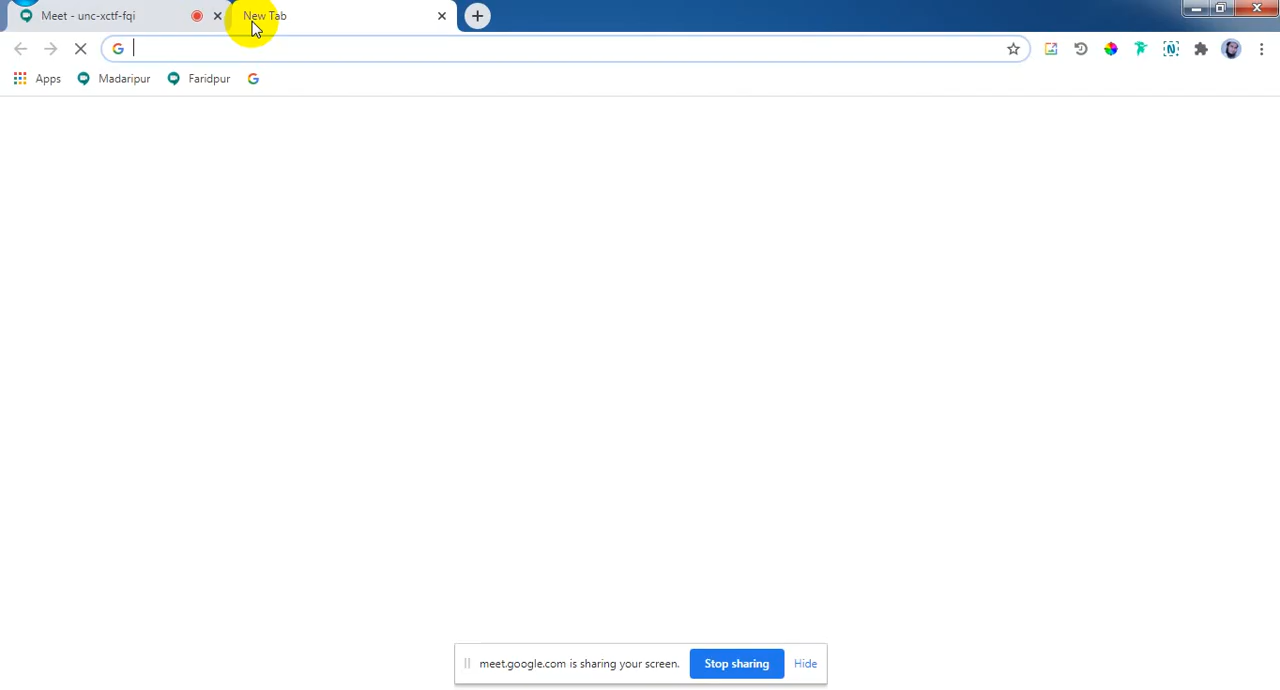 Meet - unc-xctf-fqi New Tab
Apps Madaripur Faridpur
meet.google.com is sharing your screen. Stop sharing Hide